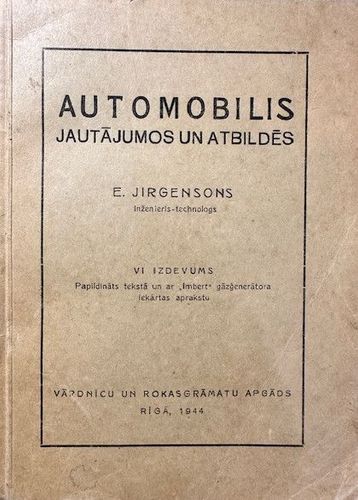 AUTOMOBILIS
JAUTĀJUMOS UN ATBILDĒS
E. JIRGENSONS
Inženieris-technologs
VI IZDEVUMS
Papildināts tekstā un ar „Imbert" gāzģenerātora
iekārtas aprakstu
VĀRDNĪCU UN ROKASGRĀMATU APGĀDS
RĪGĀ, 1944